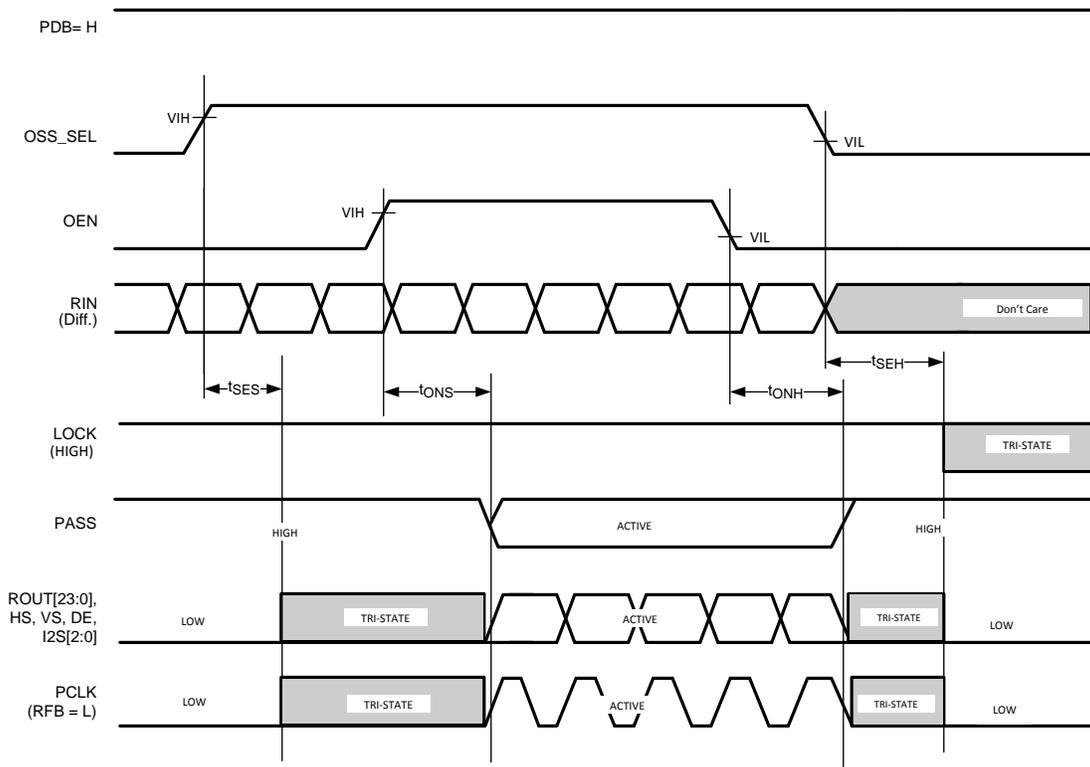 PDB= H
VIH
OSS_SEL
VIL
VIH
OEN
VIL
RIN
(Diff.)
Don't Care
tSEH
tSES
tONS
tONH
LOCK
(HIGH)
TRI-STATE
PASS
HIGH
ACTIVE
HIGH
ROUT[23:0],
HS, VS, DE,
I2S[2:0]
LOW
TRI-STATE
ACTIVE
TRI-STATE
LOW
PCLK
(RFB = L)
LOW
TRI-STATE
ACTIVE
TRI-STATE
LOW